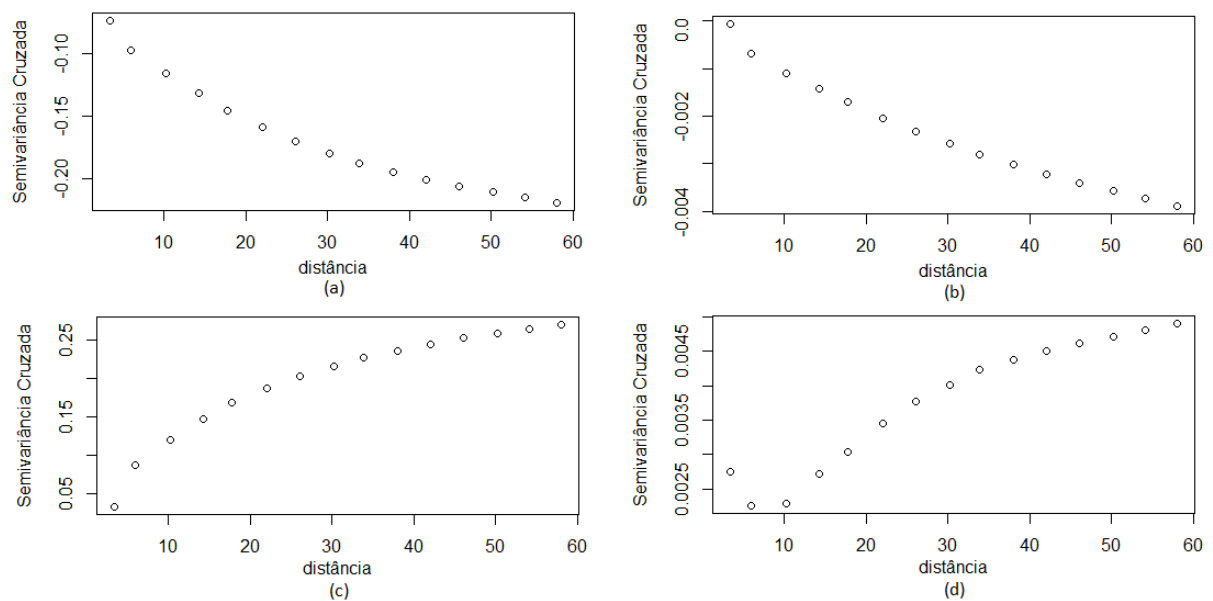 Semivariância Cruzada
-0.10
-0.15
-0.20
10 20 30 40 50 60
distância
(a)
Semivariância Cruzada
0.0
-0.002
-0.004
10 20 30 40 50 60
distância
(b)
Semivariância Cruzada
0.25
0.15
0.05
10 20 30 40 50 60
distância
(c)
Semivariância Cruzada
0.0045
0.0035
0.0025
10 20 30 40 50 60
distância
(d)